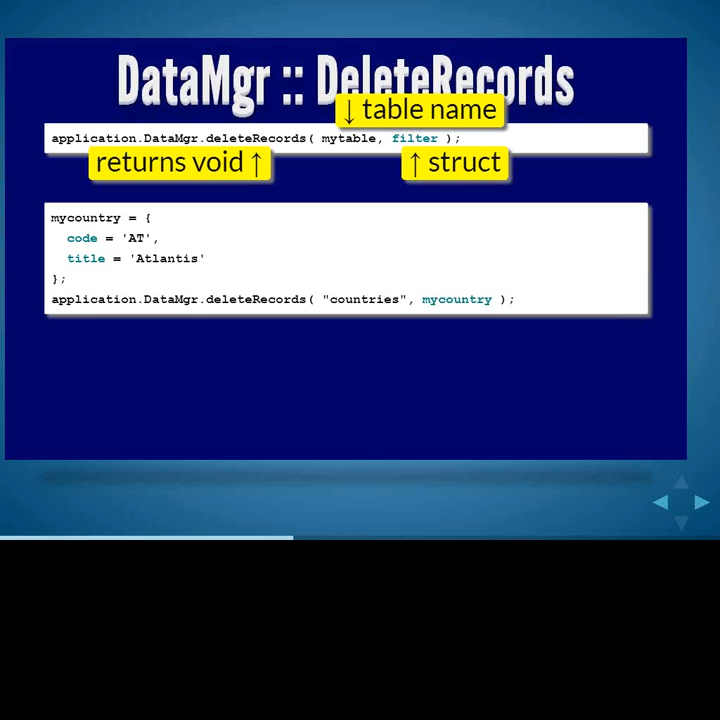 DataMgr :: DeleteRecords
↓ table name
application.DataMgr.deleteRecords( mytable, filter );
returns void ↑ ↑ struct
mycountry = {
code = 'AT',
title = 'Atlantis'
};
application.DataMgr.deleteRecords( "countries", mycountry );